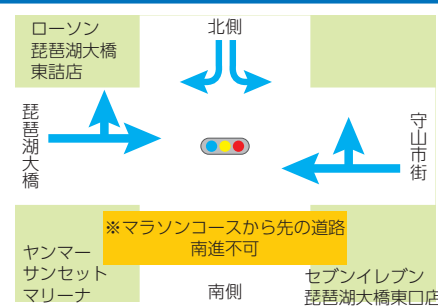 ローソン
琵琶湖大橋
東詰店
北側
琵琶湖大橋
守山市街
※マラソンコースから先の道路
南進不可
ヤンマー
サンセット
マリーナ
南側
セブンイレブン
琵琶湖大橋東口店